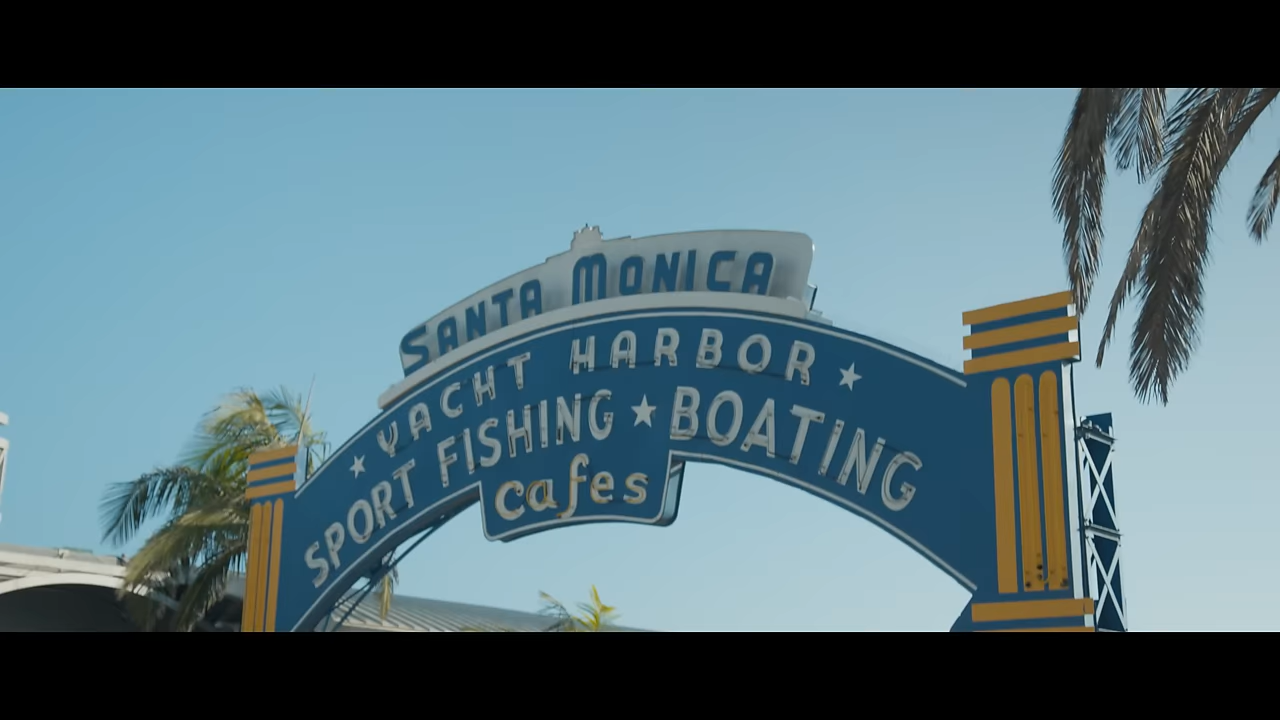 SANTA MONICA
★ YACHT HARBOR ★
SPORT FISHING ★ BOATING
cafes